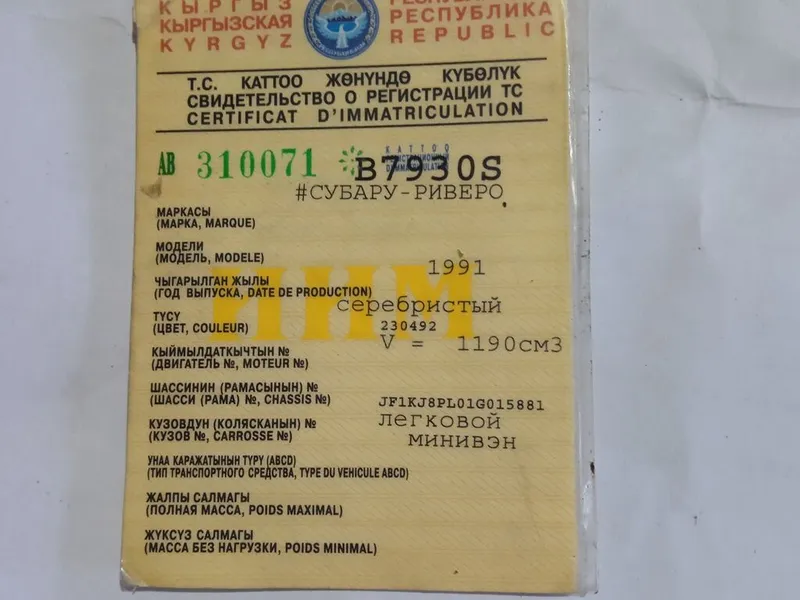 КЫРГЫЗ РЕСПУБЛИКАСЫ
КЫРГЫЗСКАЯ РЕСПУБЛИКА
KYRGYZ REPUBLIC
Т.С. КАТТОО ЖӨНҮНДӨ КҮБӨЛҮК
СВИДЕТЕЛЬСТВО О РЕГИСТРАЦИИ ТС
CERTIFICAT D'IMMATRICULATION
АВ 310071 КАТТОО B7930S
#СУБАРУ-РИВЕРО
МАРКАСЫ
(МАРКА, MARQUE)
МОДЕЛИ
(МОДЕЛЬ, MODELE)
1991
ЧЫГАРЫЛГАН ЖЫЛЫ
(ГОД ВЫПУСКА, DATE DE PRODUCTION)
серебристый
ТҮСҮ
(ЦВЕТ, COULEUR)
230492
V = 1190см3
КЫЙМЫЛДАТКЫЧТЫН №
(ДВИГАТЕЛЬ №, MOTEUR №)
ШАССИНИН (РАМАСЫНЫН) №
(ШАССИ (РАМА) №, CHASSIS №)
JF1KJ8PL01G015881
КУЗОВДУН (КОЛЯСКАНЫН) №
(КУЗОВ №, CARROSSE №)
легковой
минивэн
УНАА КАРАЖАТЫНЫН ТҮРҮ (ABCD)
(ТИП ТРАНСПОРТНОГО СРЕДСТВА, TYPE DU VEHICULE ABCD)
ЖАЛПЫ САЛМАГЫ
(ПОЛНАЯ МАССА, POIDS MAXIMAL)
ЖҮКСҮЗ САЛМАГЫ
(МАССА БЕЗ НАГРУЗКИ, POIDS MINIMAL)
ИИМ